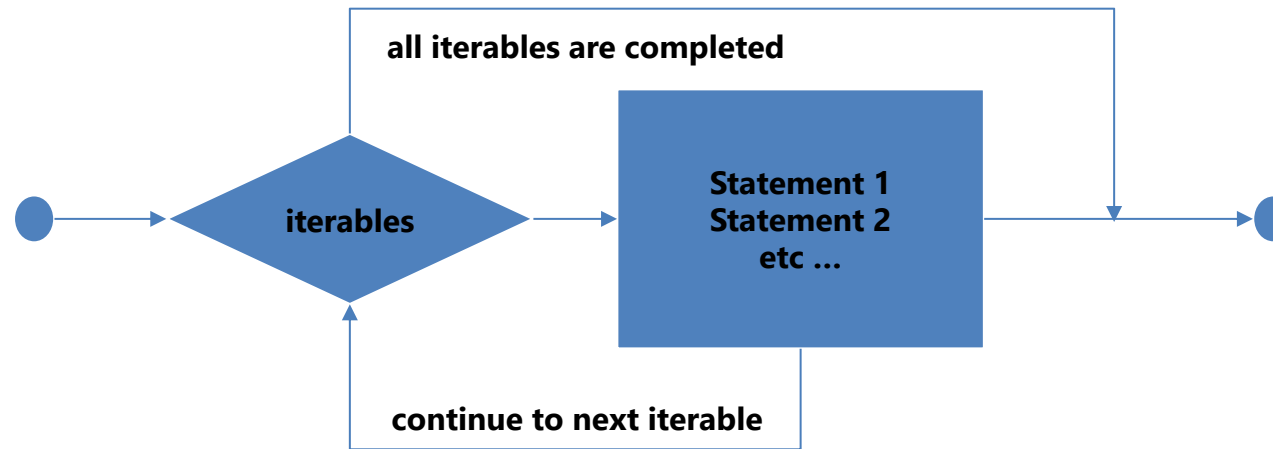 all iterables are completed
iterables
Statement 1
Statement 2
etc …
continue to next iterable